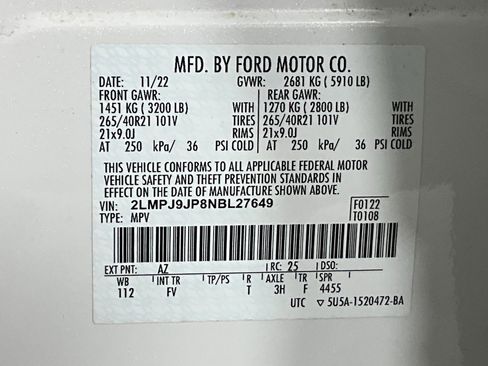 MFD. BY FORD MOTOR CO.
DATE: 11/22 GVWR: 2681 KG ( 5910 LB)
FRONT GAWR: REAR GAWR:
1451 KG ( 3200 LB) WITH 1270 KG ( 2800 LB) WITH
265/40R21 101V TIRES 265/40R21 101V TIRES
21x9.0J RIMS 21x9.0J RIMS
AT 250 kPa/ 36 PSI COLD AT 250 kPa/ 36 PSI COLD
THIS VEHICLE CONFORMS TO ALL APPLICABLE FEDERAL MOTOR
VEHICLE SAFETY AND THEFT PREVENTION STANDARDS IN
EFFECT ON THE DATE OF MANUFACTURE SHOWN ABOVE.
VIN: 2LMPJ9JP8NBL27649 F0122
TYPE: MPV T0108
EXT PNT: AZ RC: 25 DSO:
WB INT TR TP/PS R AXLE TR SPR
112 FV T 3H F 4455
UTC ▽ 5U5A-1520472-BA